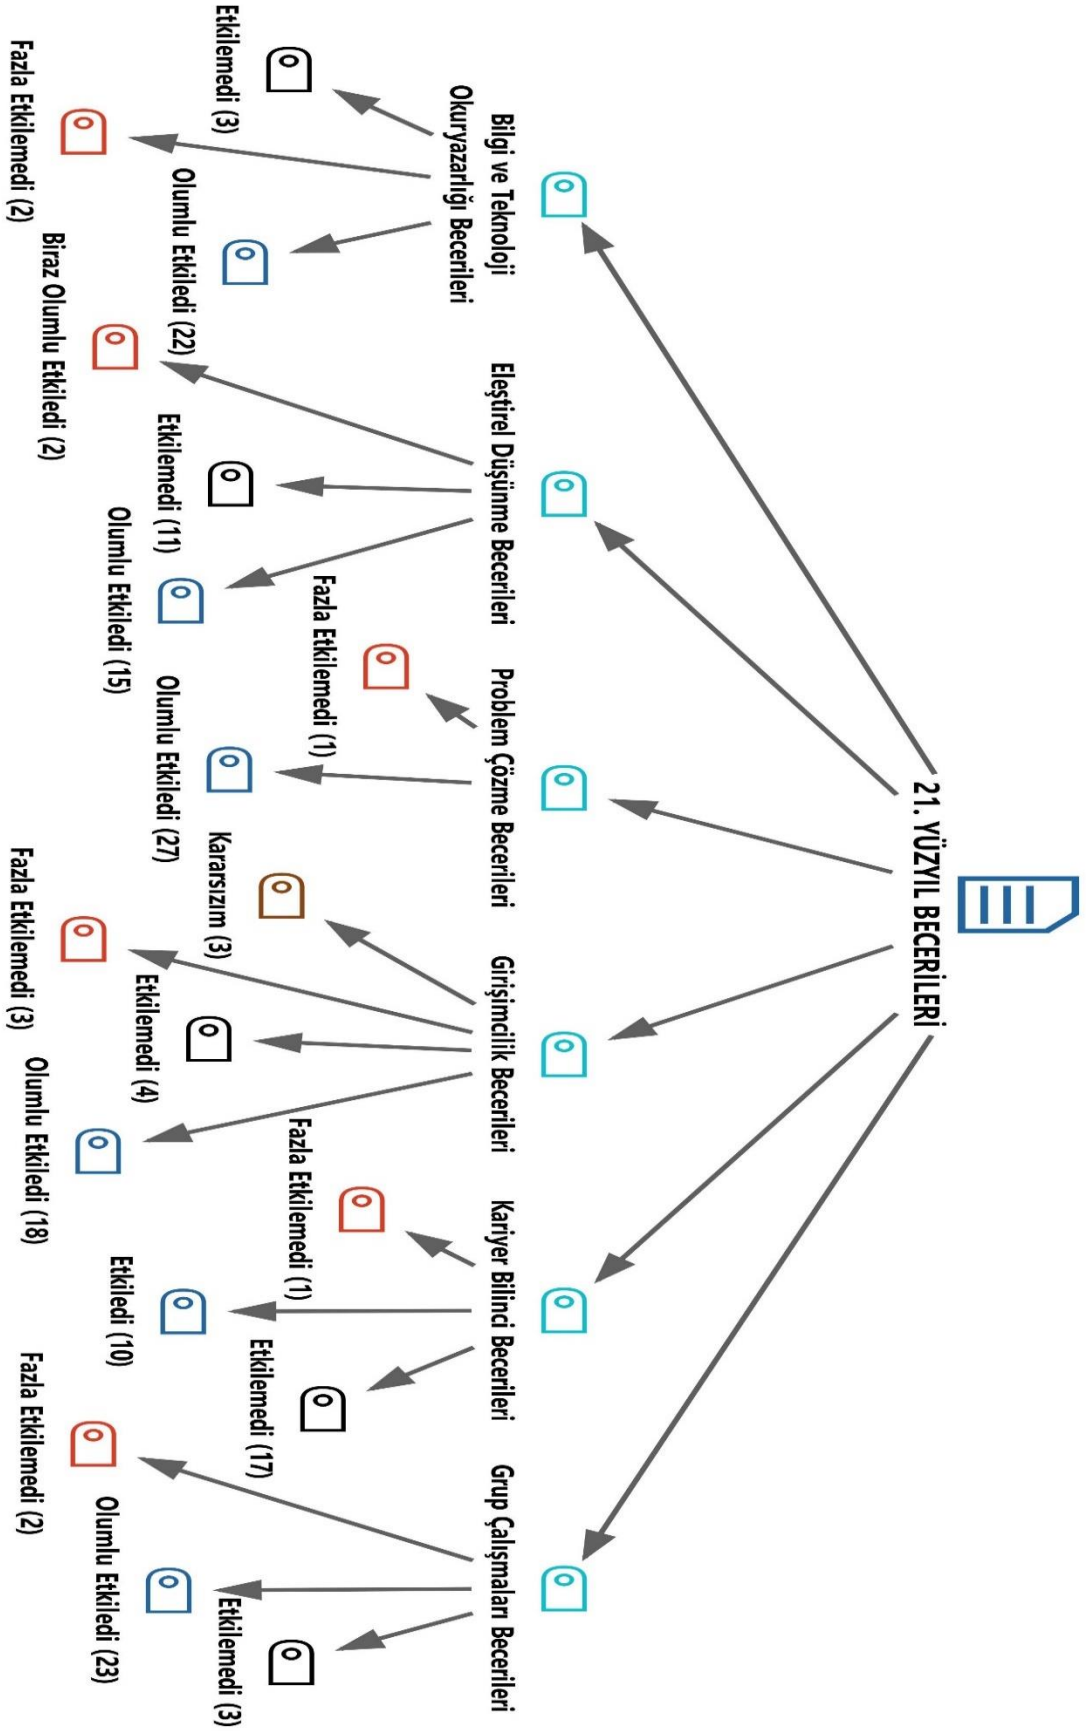 21. YÜZYIL BECERİLERİ
Bilgi ve Teknoloji
Okuryazarlığı Becerileri
Etkilemedi (3)
Fazla Etkilemedi (2)
Olumlu Etkiledi (22)
Eleştirel Düşünme Becerileri
Biraz Olumlu Etkiledi (2)
Etkilemedi (11)
Olumlu Etkiledi (15)
Problem Çözme Becerileri
Fazla Etkilemedi (1)
Olumlu Etkiledi (27)
Girişimcilik Becerileri
Kararsızım (3)
Fazla Etkilemedi (3)
Etkilemedi (4)
Olumlu Etkiledi (18)
Kariyer Bilinci Becerileri
Fazla Etkilemedi (1)
Etkiledi (10)
Etkilemedi (17)
Grup Çalışmaları Becerileri
Fazla Etkilemedi (2)
Olumlu Etkiledi (23)
Etkilemedi (3)